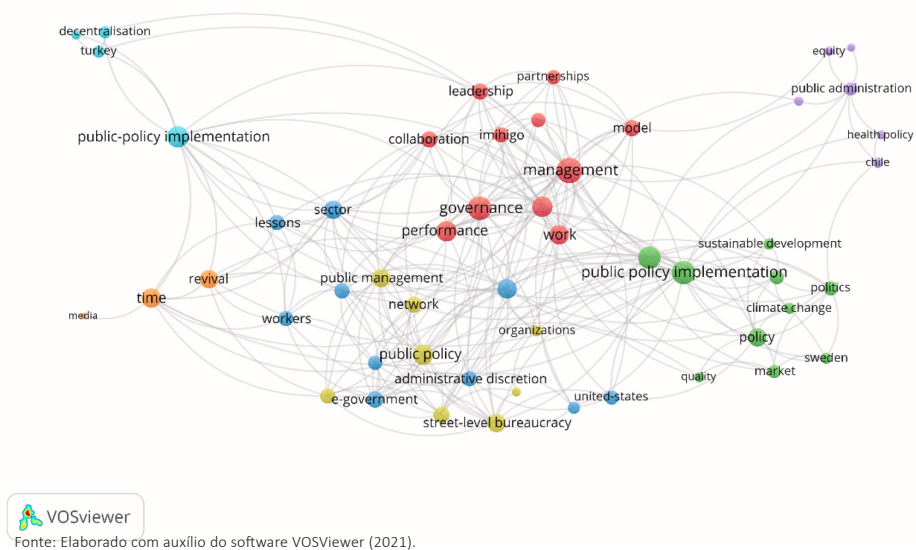 decentralisation
turkey
equity
partnerships
leadership
public administration
public-policy implementation
collaboration
imihigo
model
health policy
chile
management
governance
sector
lessons
performance
work
sustainable development
public policy implementation
revival
public management
politics
time
network
climate change
media
workers
organizations
policy
public policy
sweden
market
administrative discretion
quality
e-government
united-states
street-level bureaucracy
VOSviewer
Fonte: Elaborado com auxílio do software VOSViewer (2021).